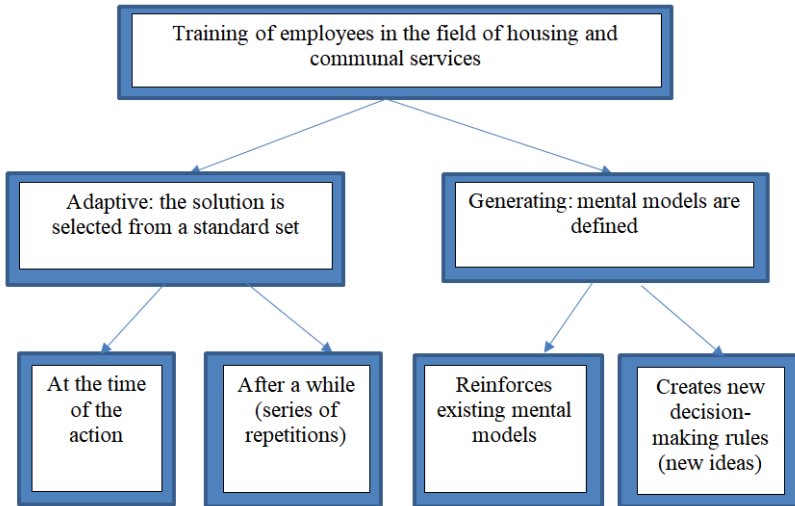 Training of employees in the field of housing and
communal services
Adaptive: the solution is
selected from a standard set
Generating: mental models are
defined
At the time
of the
action
After a while
(series of
repetitions)
Reinforces
existing mental
models
Creates new
decision-
making rules
(new ideas)